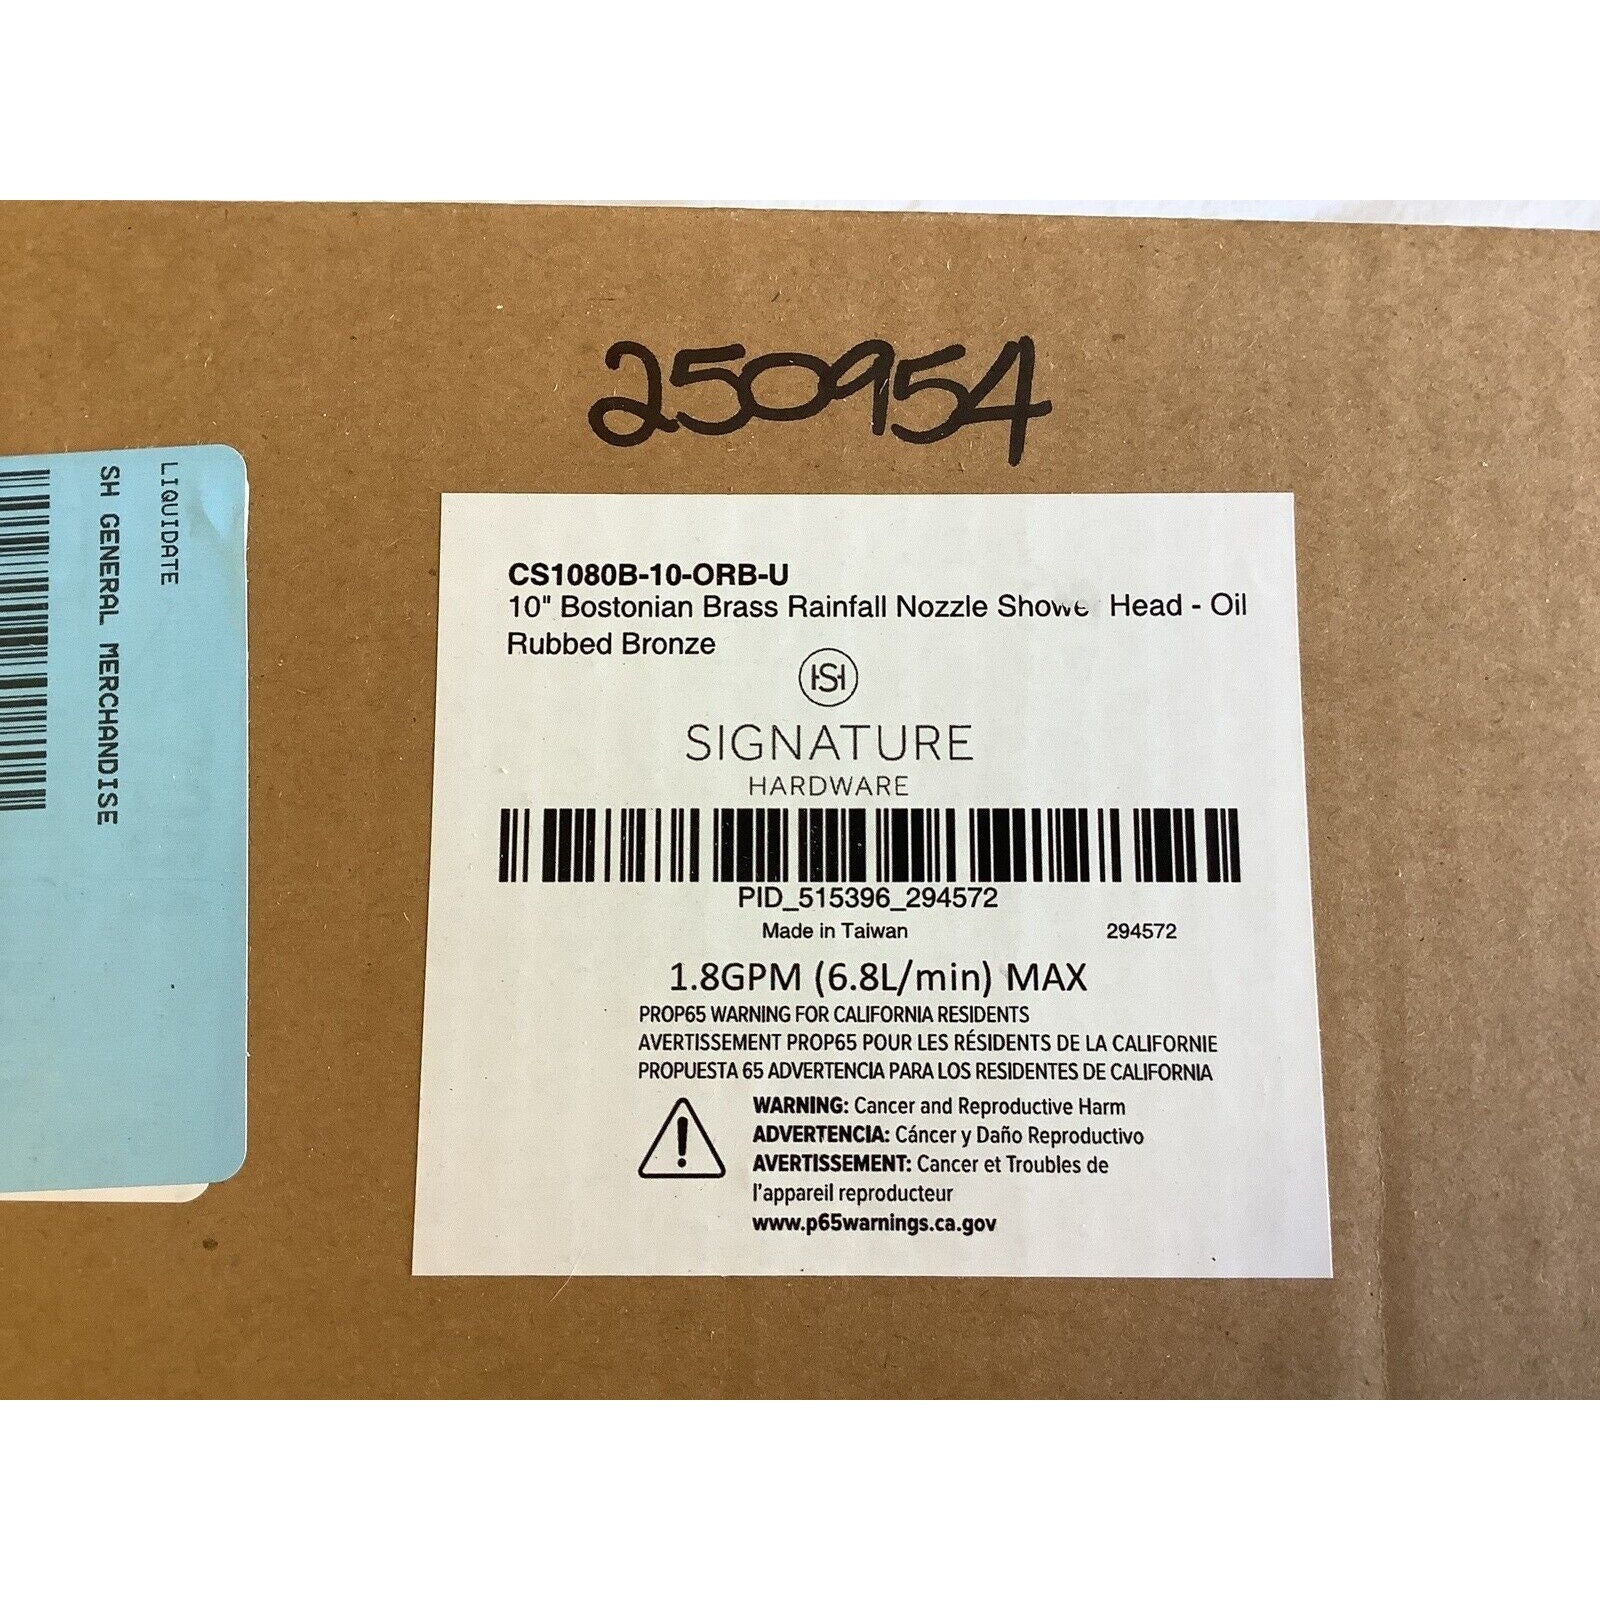 250954
LIQUIDATE
SH GENERAL MERCHANDISE
CS1080B-10-ORB-U
10" Bostonian Brass Rainfall Nozzle Showe Head - Oil
Rubbed Bronze
SH
SIGNATURE
HARDWARE
PID_515396_294572
Made in Taiwan 294572
1.8GPM (6.8L/min) MAX
PROP65 WARNING FOR CALIFORNIA RESIDENTS
AVERTISSEMENT PROP65 POUR LES RÉSIDENTS DE LA CALIFORNIE
PROPUESTA 65 ADVERTENCIA PARA LOS RESIDENTES DE CALIFORNIA
WARNING: Cancer and Reproductive Harm
ADVERTENCIA: Cáncer y Daño Reproductivo
AVERTISSEMENT: Cancer et Troubles de
l'appareil reproducteur
www.p65warnings.ca.gov